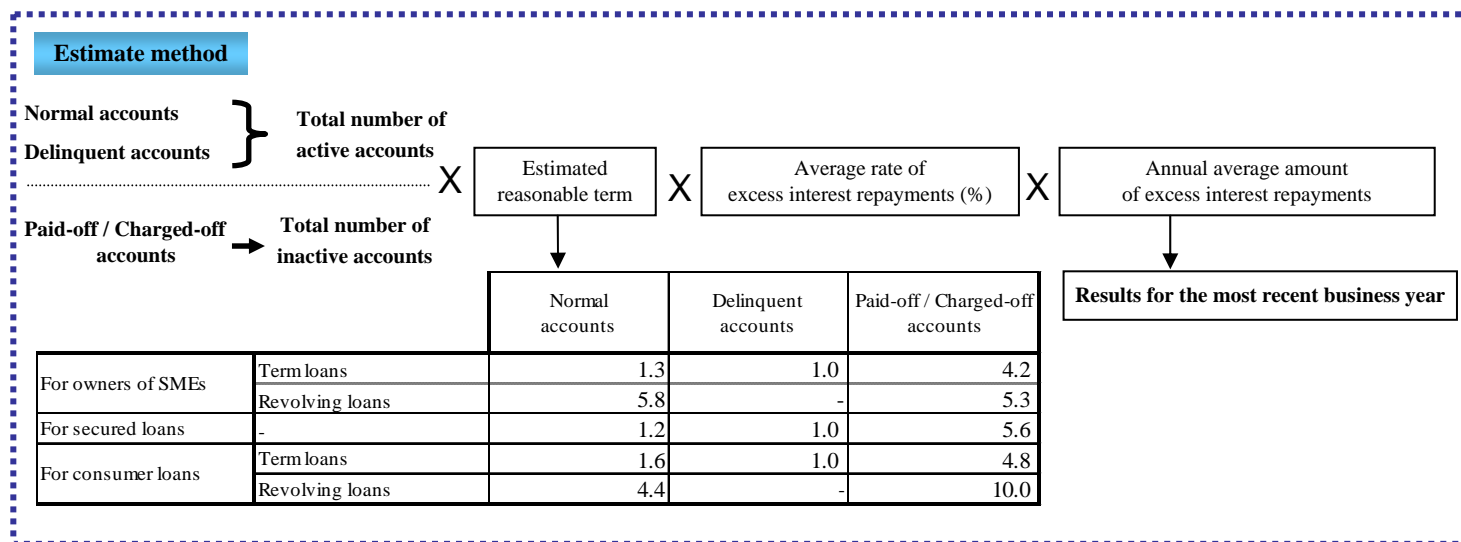 Estimate method
Normal accounts
Delinquent accounts
Total number of
active accounts
Paid-off / Charged-off
accounts
Total number of
inactive accounts
X
Estimated
reasonable term
X
Average rate of
excess interest repayments (%)
X
Annual average amount
of excess interest repayments
Results for the most recent business year
Normal
accounts
Delinquent
accounts
Paid-off / Charged-off
accounts
For owners of SMEs
Term loans 1.3 1.0 4.2
Revolving loans 5.8 - 5.3
For secured loans - 1.2 1.0 5.6
For consumer loans
Term loans 1.6 1.0 4.8
Revolving loans 4.4 - 10.0